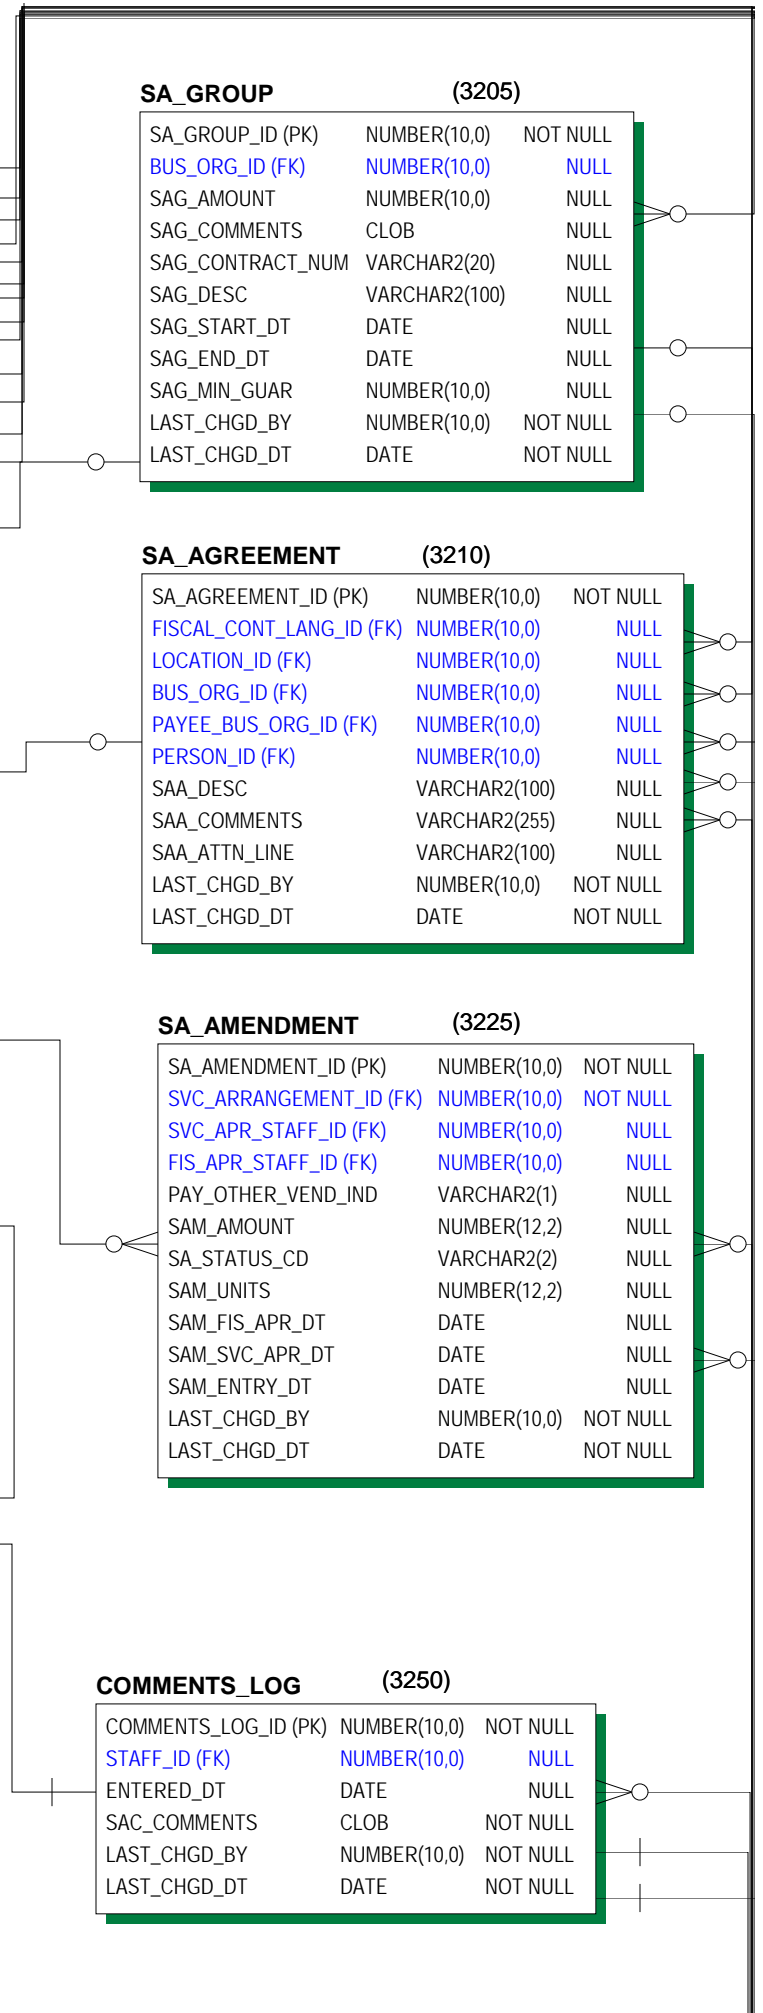 SA_GROUP (3205)
SA_GROUP_ID (PK) NUMBER(10,0) NOT NULL
BUS_ORG_ID (FK) NUMBER(10,0) NULL
SAG_AMOUNT NUMBER(10,0) NULL
SAG_COMMENTS CLOB NULL
SAG_CONTRACT_NUM VARCHAR2(20) NULL
SAG_DESC VARCHAR2(100) NULL
SAG_START_DT DATE NULL
SAG_END_DT DATE NULL
SAG_MIN_GUAR NUMBER(10,0) NULL
LAST_CHGD_BY NUMBER(10,0) NOT NULL
LAST_CHGD_DT DATE NOT NULL
SA_AGREEMENT (3210)
SA_AGREEMENT_ID (PK) NUMBER(10,0) NOT NULL
FISCAL_CONT_LANG_ID (FK) NUMBER(10,0) NULL
LOCATION_ID (FK) NUMBER(10,0) NULL
BUS_ORG_ID (FK) NUMBER(10,0) NULL
PAYEE_BUS_ORG_ID (FK) NUMBER(10,0) NULL
PERSON_ID (FK) NUMBER(10,0) NULL
SAA_DESC VARCHAR2(100) NULL
SAA_COMMENTS VARCHAR2(255) NULL
SAA_ATTN_LINE VARCHAR2(100) NULL
LAST_CHGD_BY NUMBER(10,0) NOT NULL
LAST_CHGD_DT DATE NOT NULL
SA_AMENDMENT (3225)
SA_AMENDMENT_ID (PK) NUMBER(10,0) NOT NULL
SVC_ARRANGEMENT_ID (FK) NUMBER(10,0) NOT NULL
SVC_APR_STAFF_ID (FK) NUMBER(10,0) NULL
FIS_APR_STAFF_ID (FK) NUMBER(10,0) NULL
PAY_OTHER_VEND_IND VARCHAR2(1) NULL
SAM_AMOUNT NUMBER(12,2) NULL
SA_STATUS_CD VARCHAR2(2) NULL
SAM_UNITS NUMBER(12,2) NULL
SAM_FIS_APR_DT DATE NULL
SAM_SVC_APR_DT DATE NULL
SAM_ENTRY_DT DATE NULL
LAST_CHGD_BY NUMBER(10,0) NOT NULL
LAST_CHGD_DT DATE NOT NULL
COMMENTS_LOG (3250)
COMMENTS_LOG_ID (PK) NUMBER(10,0) NOT NULL
STAFF_ID (FK) NUMBER(10,0) NULL
ENTERED_DT DATE NULL
SAC_COMMENTS CLOB NOT NULL
LAST_CHGD_BY NUMBER(10,0) NOT NULL
LAST_CHGD_DT DATE NOT NULL